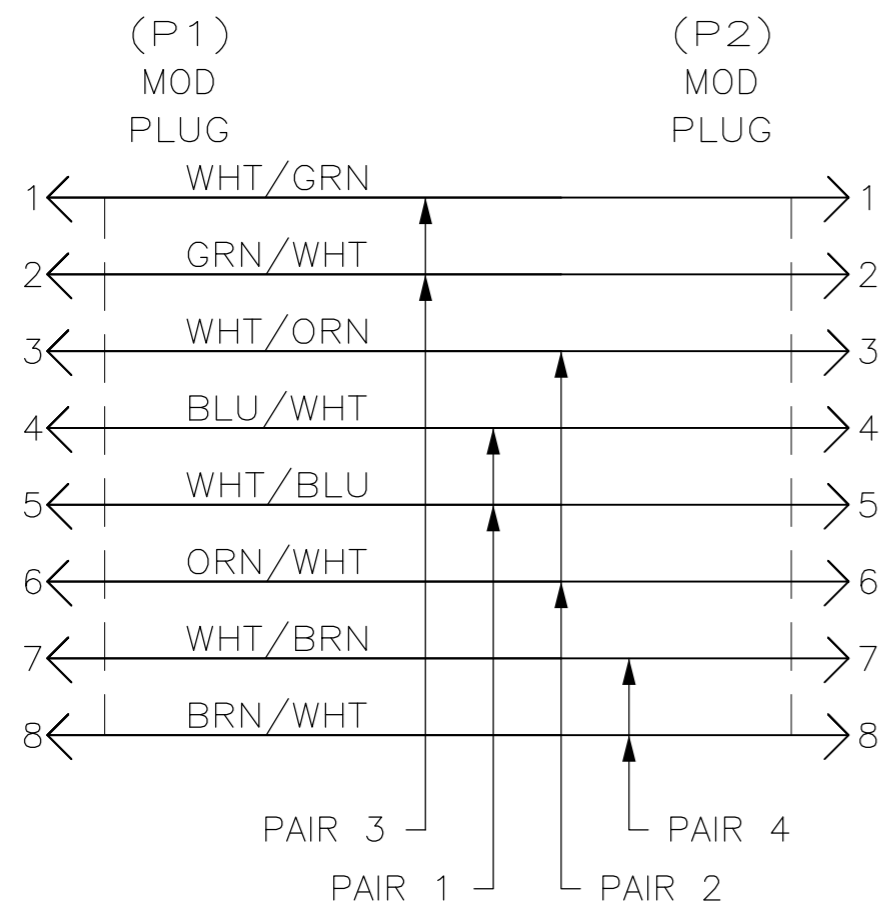 (P1) (P2)
MOD MOD
PLUG PLUG
1 WHT/GRN 1
2 GRN/WHT 2
3 WHT/ORN 3
4 BLU/WHT 4
5 WHT/BLU 5
6 ORN/WHT 6
7 WHT/BRN 7
8 BRN/WHT 8
PAIR 3 PAIR 4
PAIR 1 PAIR 2